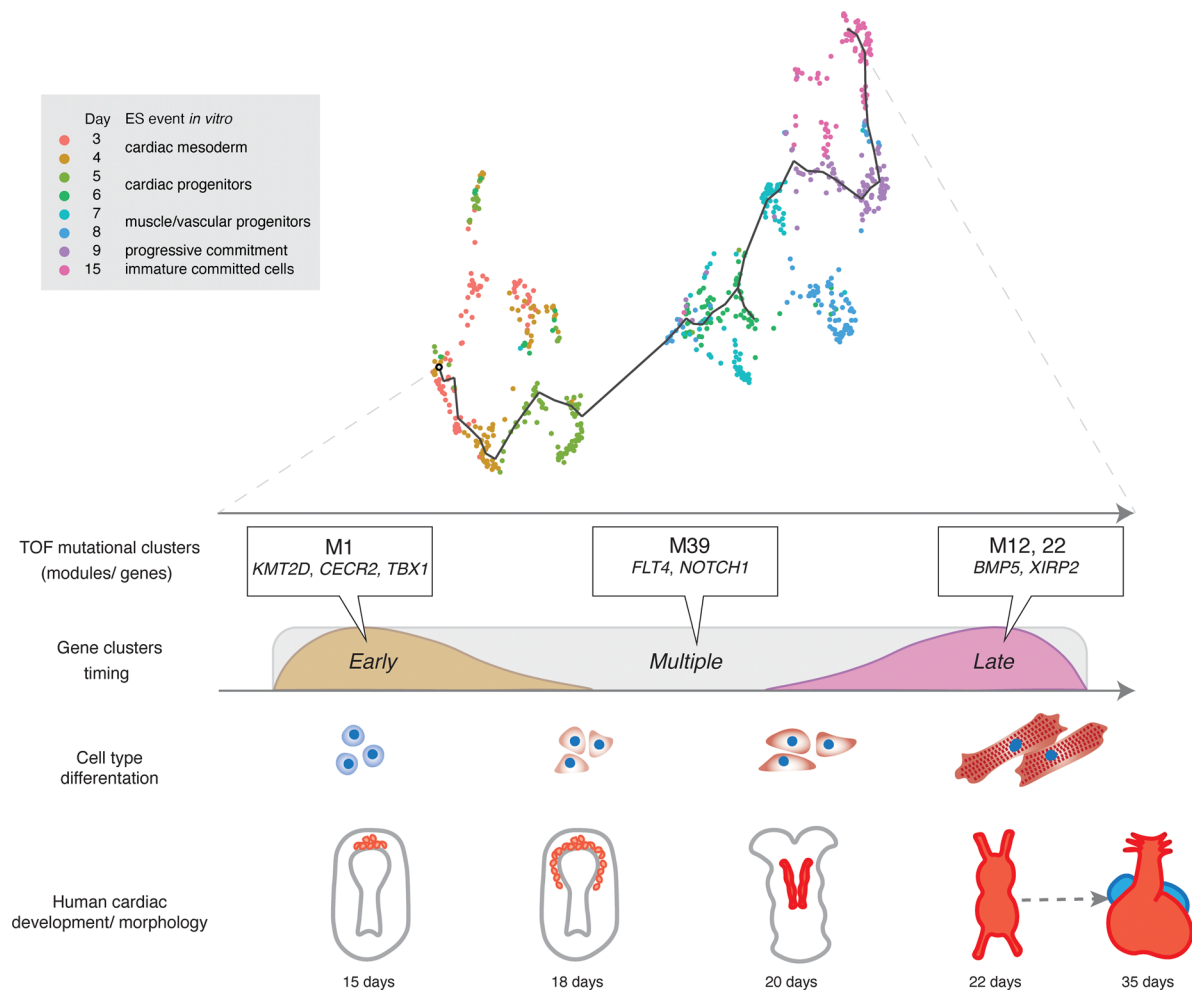 Day ES event in vitro
3
cardiac mesoderm
4
5
cardiac progenitors
6
7
muscle/vascular progenitors
8
9 progressive commitment
15 immature committed cells
TOF mutational clusters
(modules/ genes)
M1
KMT2D, CECR2, TBX1
M39
FLT4, NOTCH1
M12, 22
BMP5, XIRP2
Gene clusters
timing
Early
Multiple
Late
Cell type
differentation
Human cardiac
development/ morphology
15 days
18 days
20 days
22 days
35 days